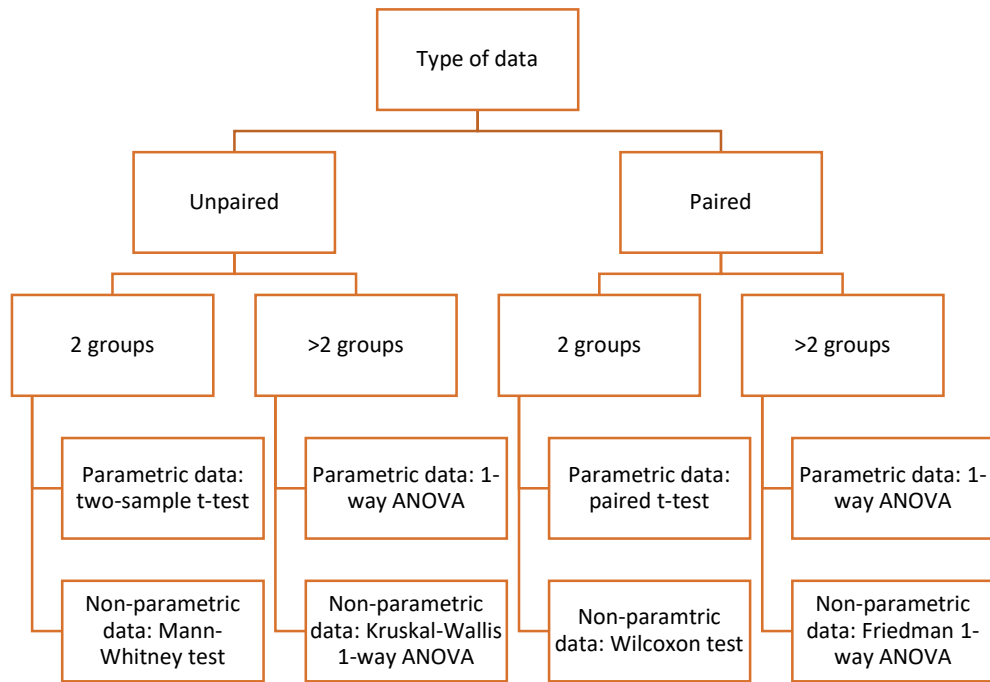 Type of data
Unpaired
Paired
2 groups
>2 groups
2 groups
>2 groups
Parametric data:
two-sample t-test
Parametric data: 1-
way ANOVA
Parametric data:
paired t-test
Parametric data: 1-
way ANOVA
Non-parametric
data: Mann-
Whitney test
Non-parametric
data: Kruskal-Wallis
1-way ANOVA
Non-paramtric
data: Wilcoxon test
Non-parametric
data: Friedman 1-
way ANOVA